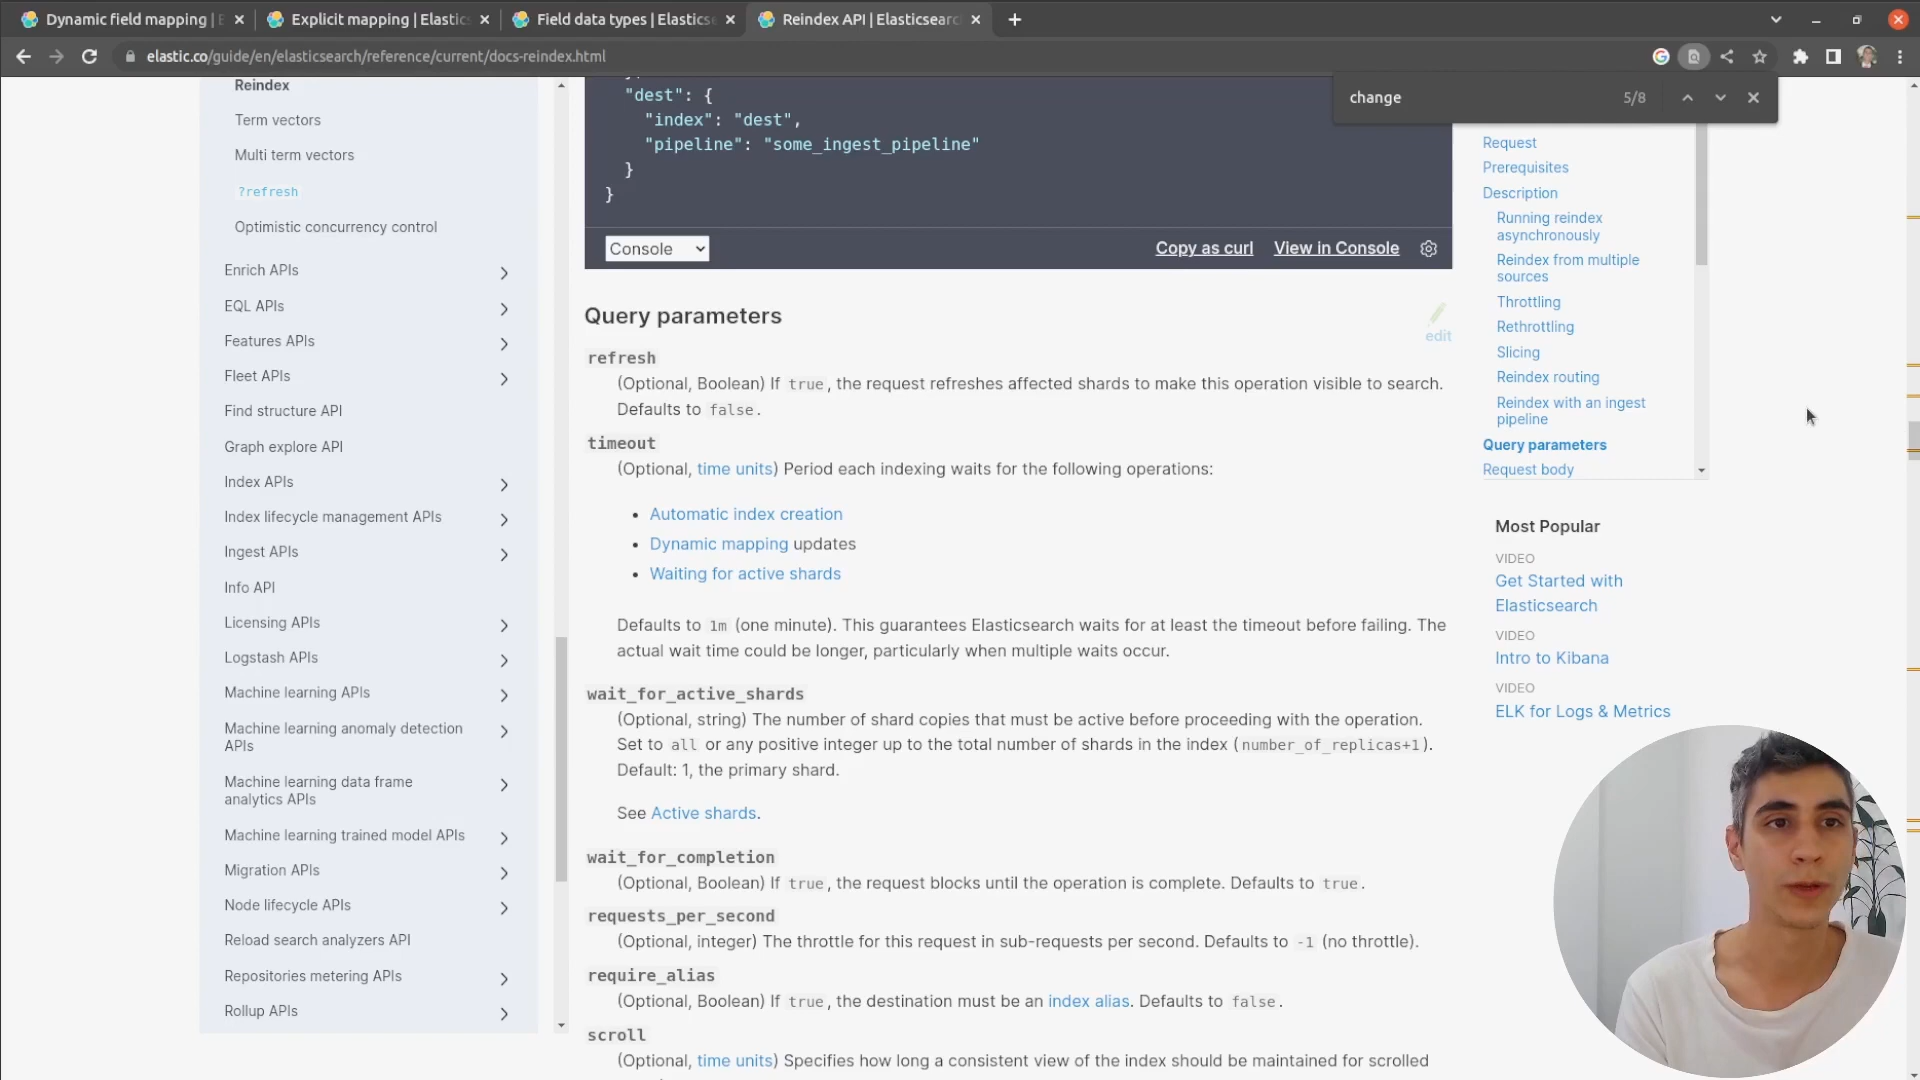 Dynamic field mapping |
Explicit mapping | Elastic
Field data types | Elasticse
Reindex API | Elasticsearc
elastic.co/guide/en/elasticsearch/reference/current/docs-reindex.html
change 5/8
Reindex
Term vectors
Multi term vectors
?refresh
Optimistic concurrency control
Enrich APIs
EQL APIs
Features APIs
Fleet APIs
Find structure API
Graph explore API
Index APIs
Index lifecycle management APIs
Ingest APIs
Info API
Licensing APIs
Logstash APIs
Machine learning APIs
Machine learning anomaly detection
APIs
Machine learning data frame
analytics APIs
Machine learning trained model APIs
Migration APIs
Node lifecycle APIs
Reload search analyzers API
Repositories metering APIs
Rollup APIs
"dest": {
"index": "dest",
"pipeline": "some_ingest_pipeline"
}
}
Console Copy as curl View in Console
Query parameters
edit
refresh
(Optional, Boolean) If true, the request refreshes affected shards to make this operation visible to search.
Defaults to false.
timeout
(Optional, time units) Period each indexing waits for the following operations:
• Automatic index creation
• Dynamic mapping updates
• Waiting for active shards
Defaults to 1m (one minute). This guarantees Elasticsearch waits for at least the timeout before failing. The
actual wait time could be longer, particularly when multiple waits occur.
wait_for_active_shards
(Optional, string) The number of shard copies that must be active before proceeding with the operation.
Set to all or any positive integer up to the total number of shards in the index (number_of_replicas+1).
Default: 1, the primary shard.
See Active shards.
wait_for_completion
(Optional, Boolean) If true, the request blocks until the operation is complete. Defaults to true.
requests_per_second
(Optional, integer) The throttle for this request in sub-requests per second. Defaults to -1 (no throttle).
require_alias
(Optional, Boolean) If true, the destination must be an index alias. Defaults to false.
scroll
(Optional, time units) Specifies how long a consistent view of the index should be maintained for scrolled
Request
Prerequisites
Description
Running reindex
asynchronously
Reindex from multiple
sources
Throttling
Rethrottling
Slicing
Reindex routing
Reindex with an ingest
pipeline
Query parameters
Request body
Most Popular
VIDEO
Get Started with
Elasticsearch
VIDEO
Intro to Kibana
VIDEO
ELK for Logs & Metrics